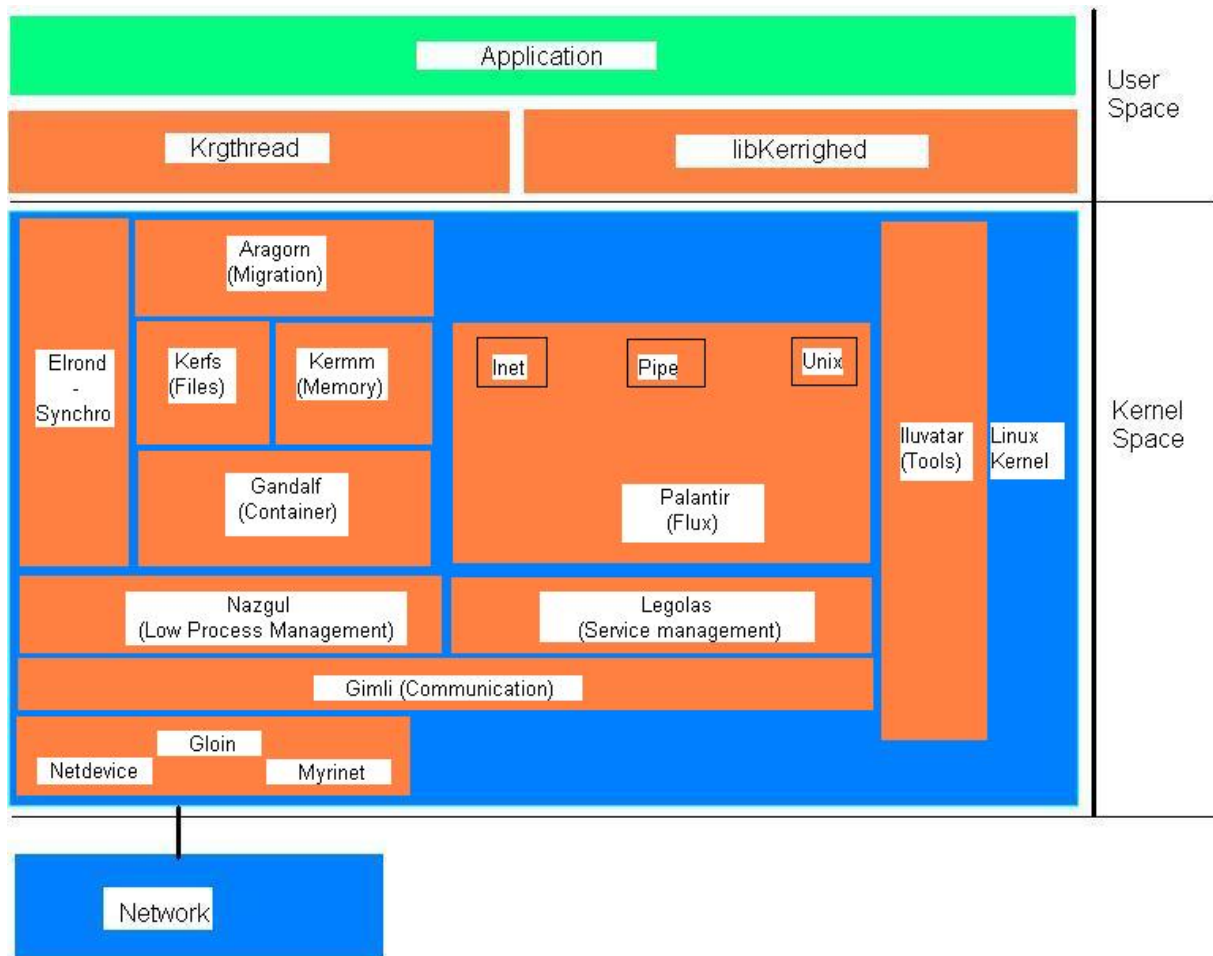 Application
User
Space
Krgthread
libKerrighed
Aragorn
(Migration)
Elrond
-
Synchro
Kerfs
(Files)
Kermm
(Memory)
Inet
Pipe
Unix
Iluvatar
(Tools)
Linux
Kernel
Kernel
Space
Gandalf
(Container)
Palantir
(Flux)
Nazgul
(Low Process Management)
Legolas
(Service management)
Gimli (Communication)
Gloin
Netdevice
Myrinet
Network